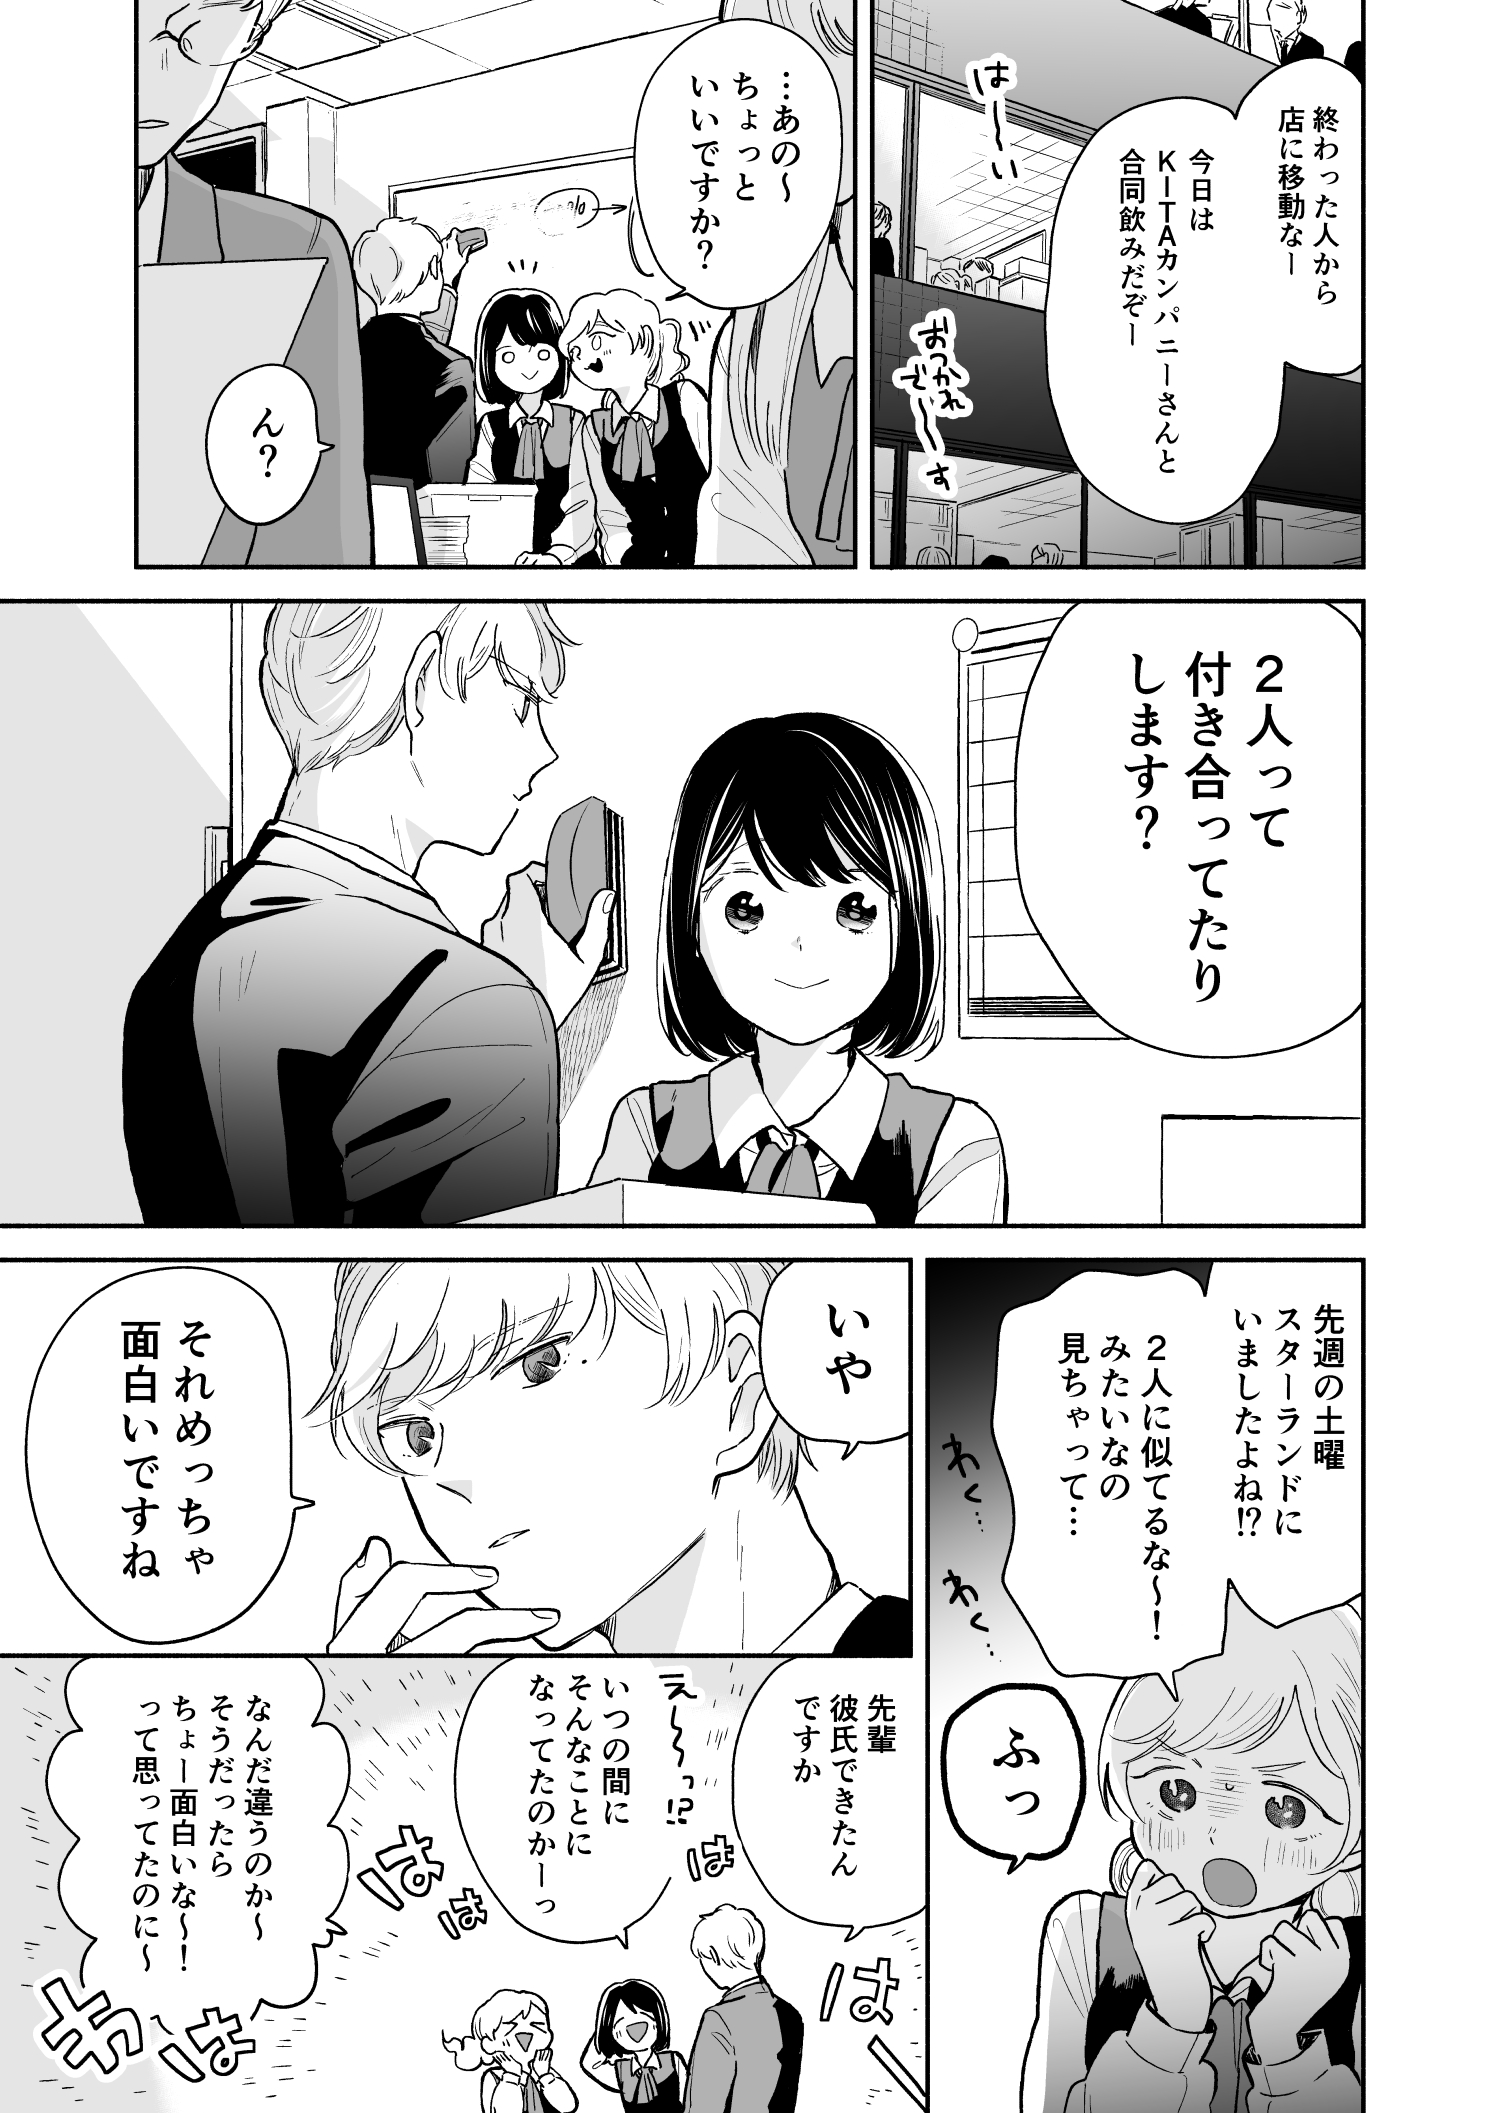 終わった人から
店に移動なー
今日は
KITAカンパニーさんと
合同飲みだぞー
は〜〜い
おつかれ
で〜〜す
…あの〜
ちょっと
いいですか?
ん?
2人って
付き合ってたり
します?
先週の土曜
スターランドに
いましたよね!?
2人に似てるな〜!
みたいなの
見ちゃって…
わく…
わく…
ふっ
いや
それめっちゃ
面白いですね
先輩
彼氏できたん
ですか
え〜〜っ!?
いつの間に
そんなことに
なってたのかーっ
なんだ違うのか〜
そうだったら
ちょー面白いな〜!
って思ってたのに〜
はは
は
はー
あはは